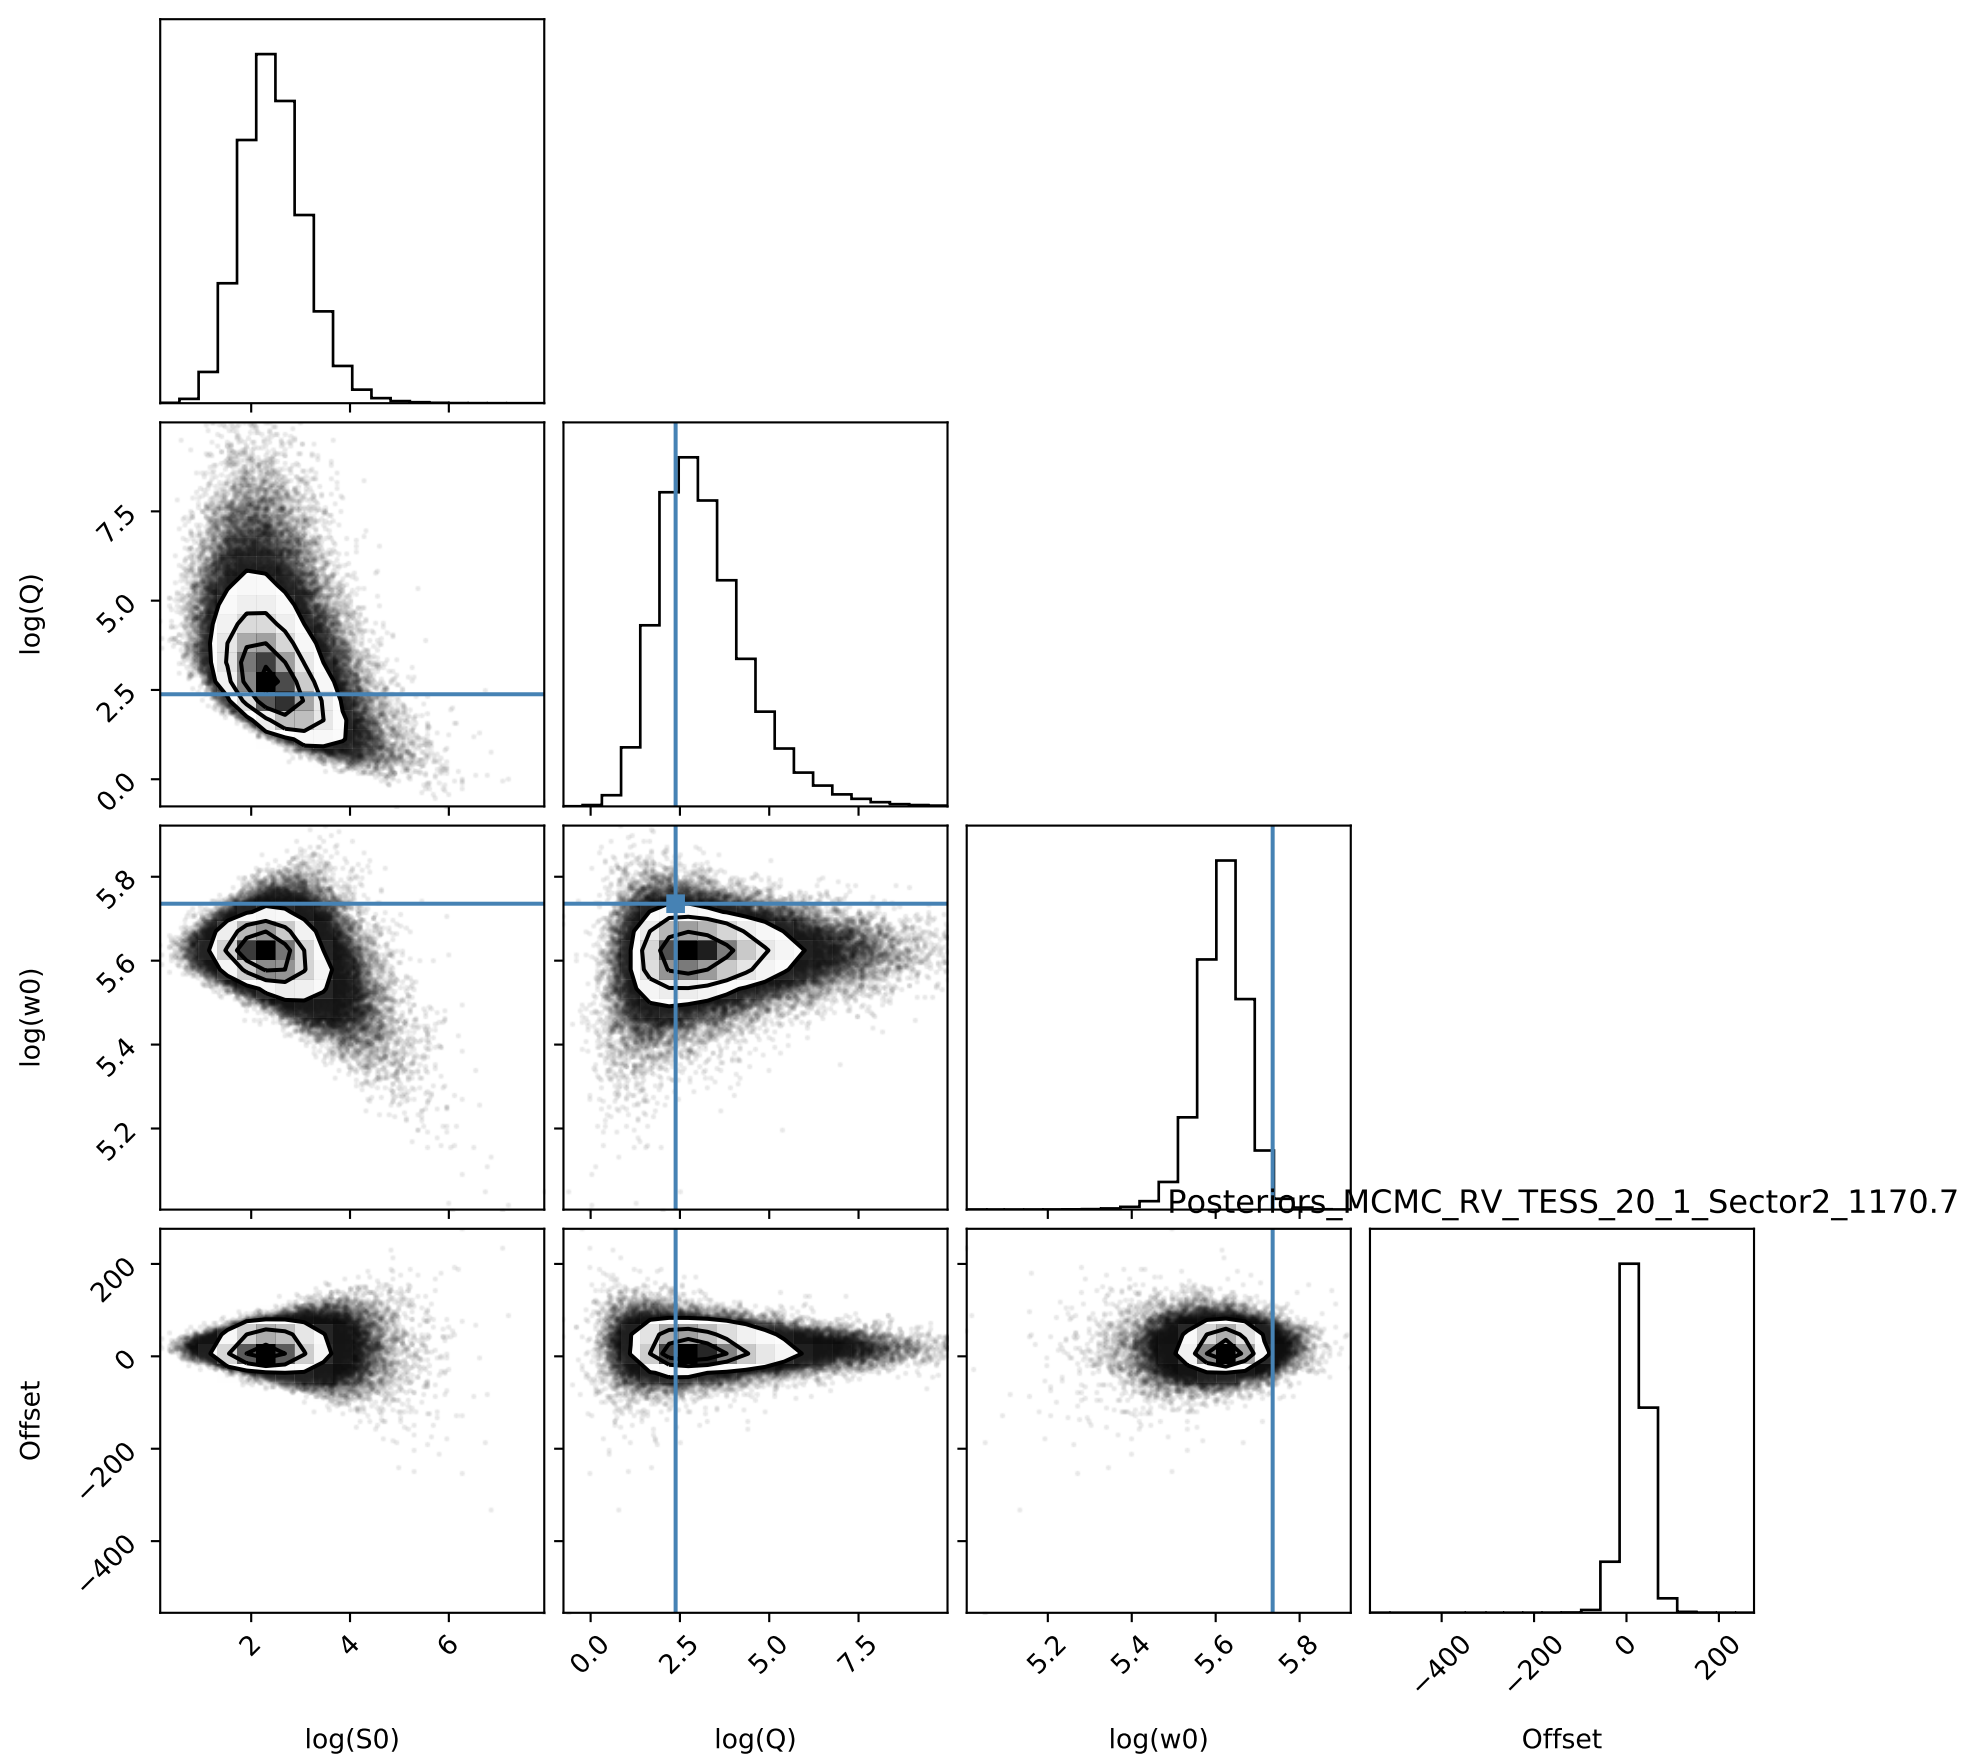 log(Q)
7.5
5.0
2.5
0.0
log(w0)
5.8
5.6
5.4
5.2
Posteriors_MCMC_RV_TESS_20_1_Sector2_1170.7
Offset
200
0
−200
−400
2 4 6 0.0 2.5 5.0 7.5 5.2 5.4 5.6 5.8 −400 −200 0 200
log(S0) log(Q) log(w0) Offset